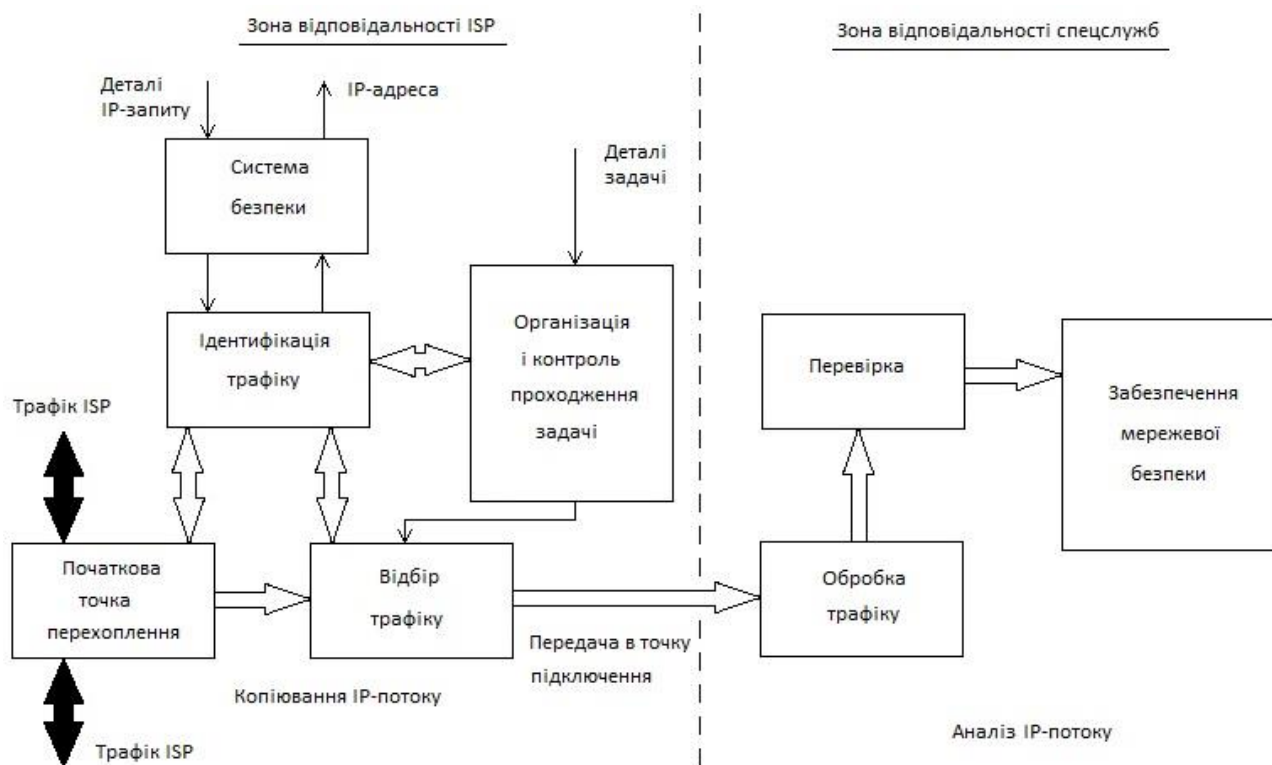 Зона відповідальності ISP
Зона відповідальності спецслужб
Деталі
IP-запиту
IP-адреса
Система
безпеки
Деталі
задачі
Ідентифікація
трафіку
Організація
і контроль
проходження
задачі
Перевірка
Забезпечення
мережевої
безпеки
Трафік ISP
Початкова
точка
перехоплення
Відбір
трафіку
Обробка
трафіку
Передача в точку
підключення
Копіювання IP-потоку
Аналіз IP-потоку
Трафік ISP